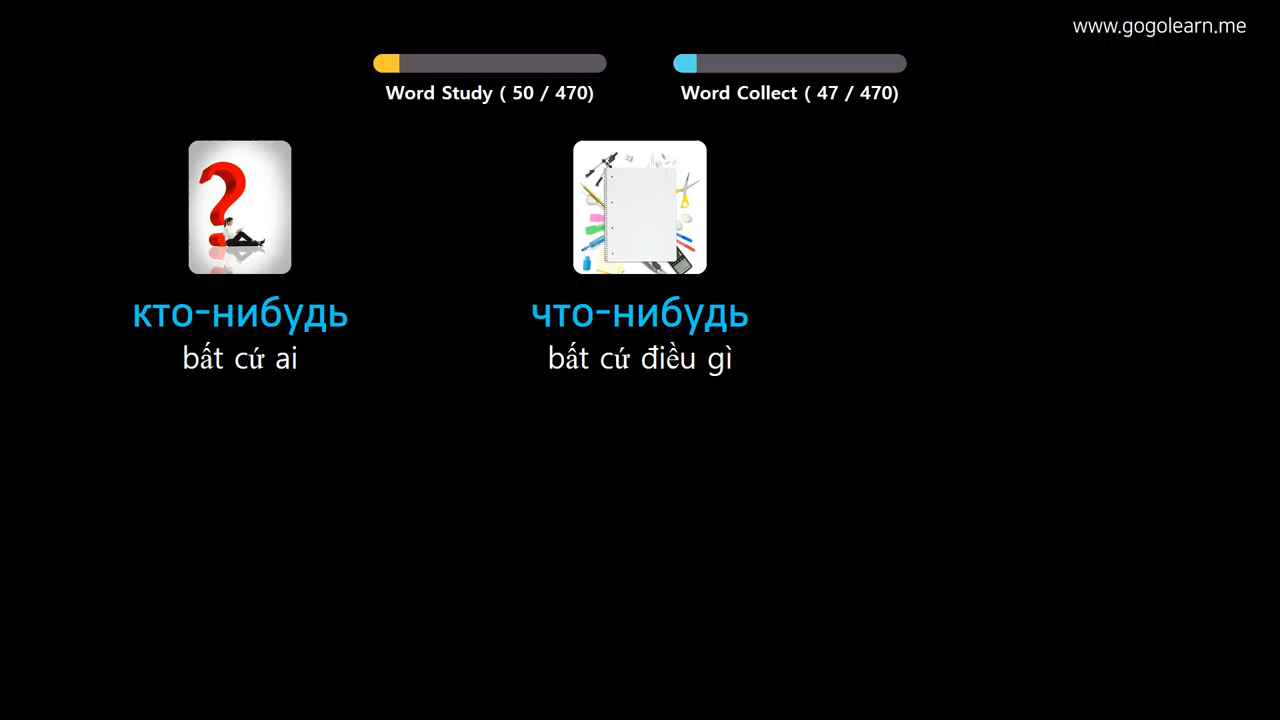 www.gogolearn.me
Word Study ( 50 / 470)
Word Collect ( 47 / 470)
кто-нибудь
что-нибудь
bất cứ ai
bất cứ điều gì